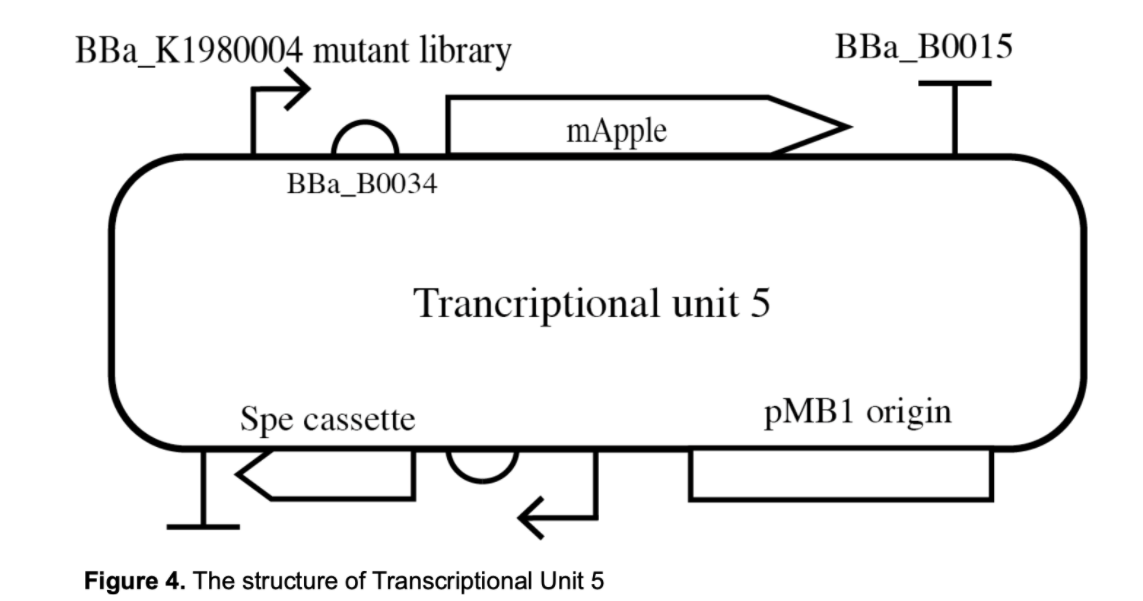 BBa_K1980004 mutant library
BBa_B0015
mApple
BBa_B0034
Trancriptional unit 5
Spe cassette
pMB1 origin
Figure 4. The structure of Transcriptional Unit 5